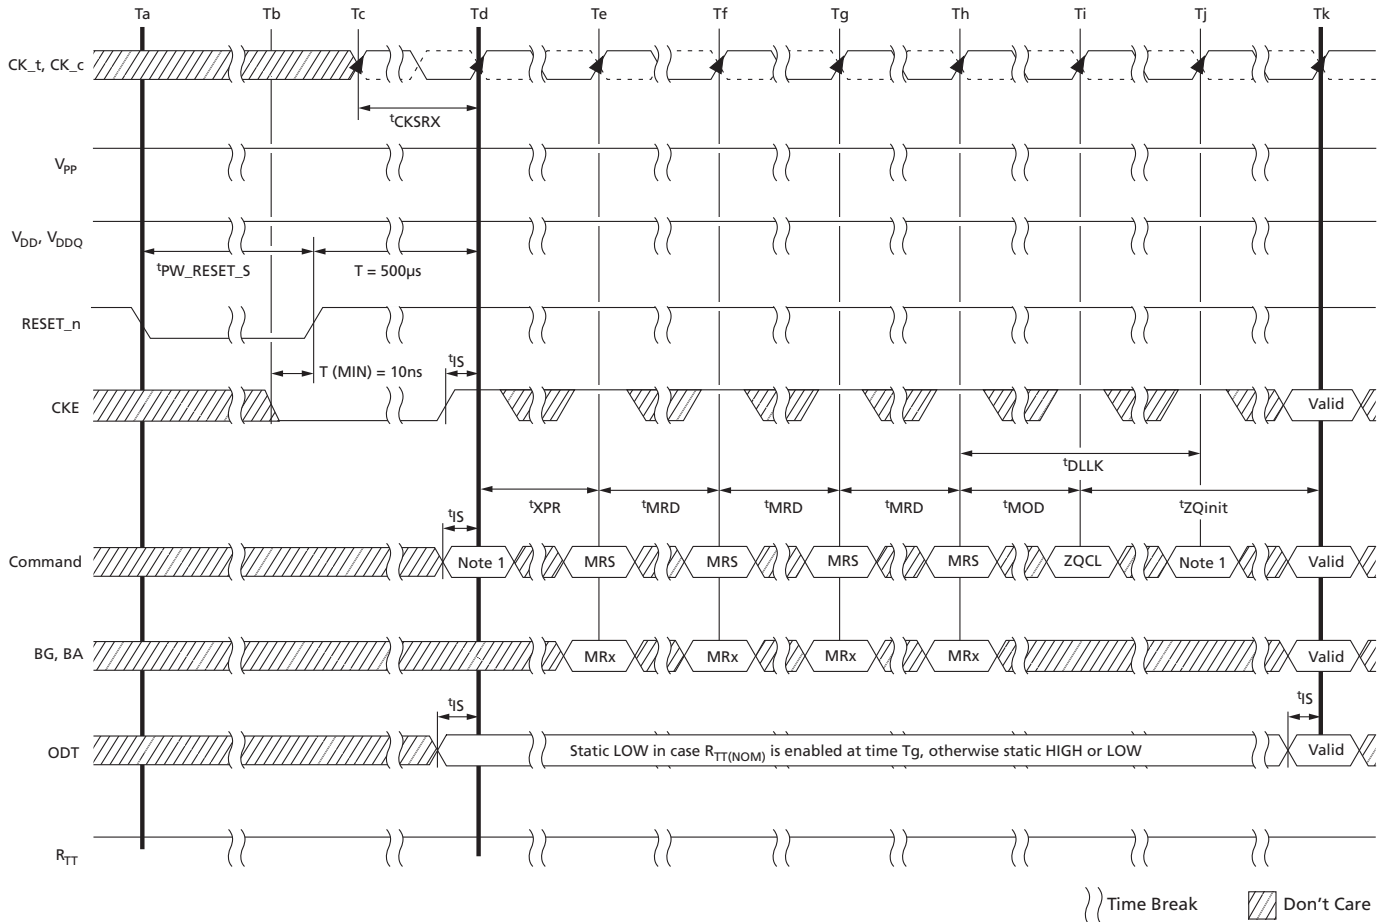 Ta Tb Tc Td Te Tf Tg Th Ti Tj Tk
CK_t, CK_c
tCKSRX
VPP
VDD, VDDQ
tPW_RESET_S T = 500μs
RESET_n
T (MIN) = 10ns tIS
CKE Valid
tDLLK
tXPR tMRD tMRD tMRD tMOD tZQinit
tIS
Command Note 1 MRS MRS MRS MRS ZQCL Note 1 Valid
BG, BA MRx MRx MRx MRx Valid
tIS tIS
ODT Static LOW in case RTT(NOM) is enabled at time Tg, otherwise static HIGH or LOW Valid
RTT
Time Break Don't Care